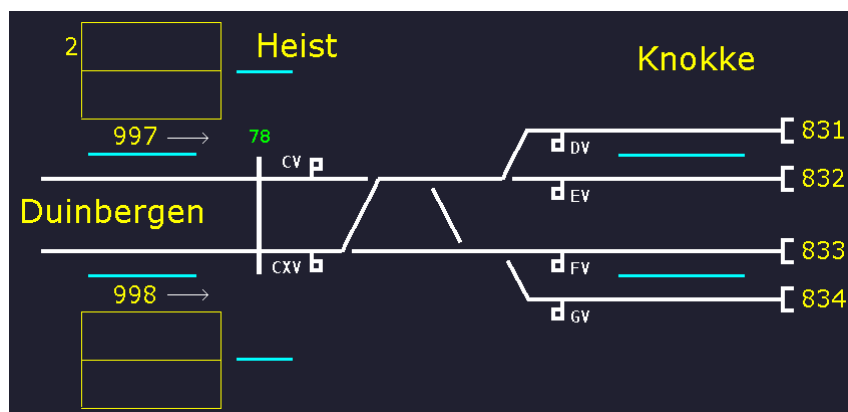 2
Heist
Knokke
997
78
831
CV
DV
832
EV
Duinbergen
CXV
FV
833
998
GV
834